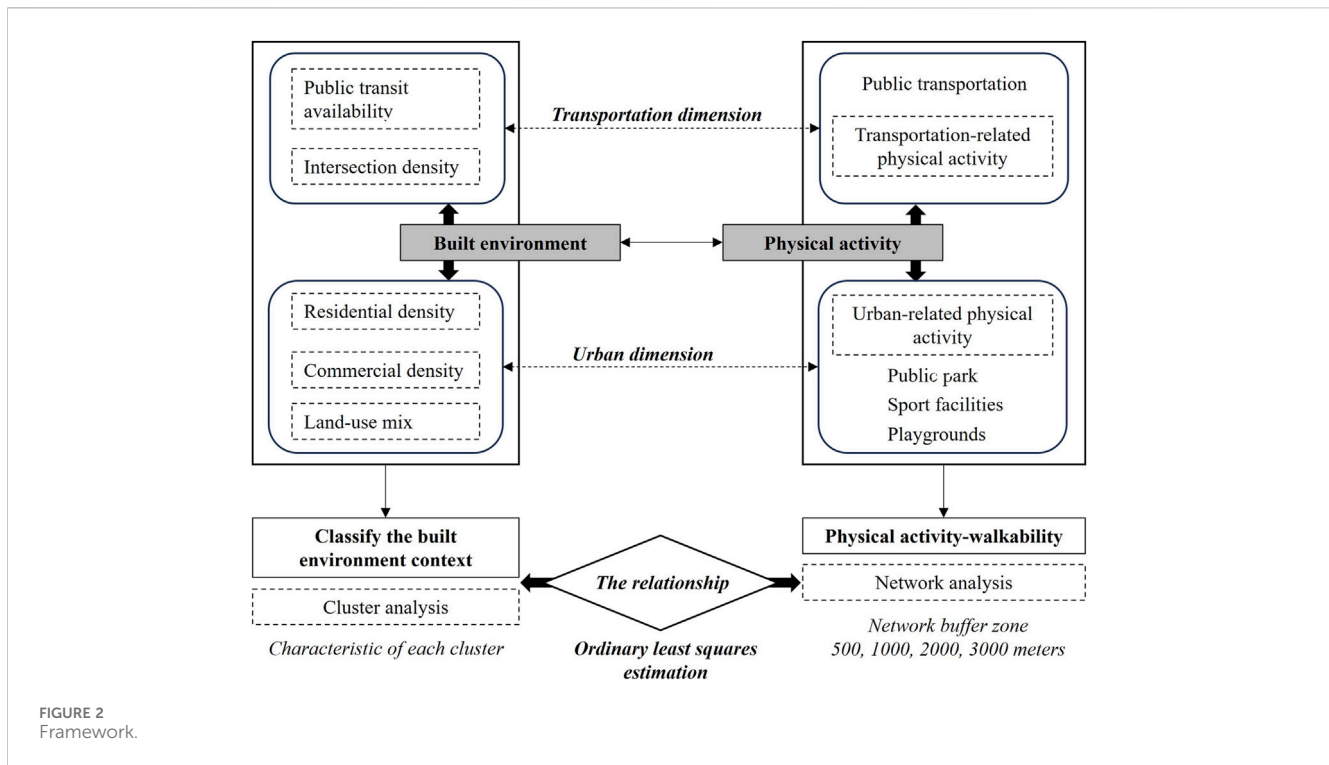 Public transit
availability
Intersection density
Transportation dimension
Public transportation
Transportation-related
physical activity
Built environment
Physical activity
Residential density
Commercial density
Land-use mix
Urban dimension
Urban-related physical
activity
Public park
Sport facilities
Playgrounds
Classify the built
environment context
Cluster analysis
Characteristic of each cluster
The relationship
Ordinary least squares
estimation
Physical activity-walkability
Network analysis
Network buffer zone
500, 1000, 2000, 3000 meters
FIGURE 2
Framework.